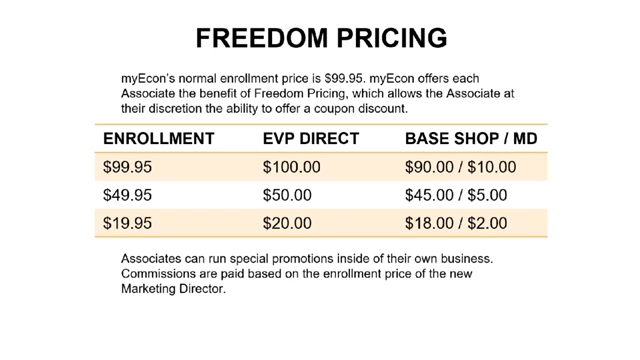 FREEDOM PRICING
myEcon's normal enrollment price is $99.95. myEcon offers each
Associate the benefit of Freedom Pricing, which allows the Associate at
their discretion the ability to offer a coupon discount.
ENROLLMENT EVP DIRECT BASE SHOP / MD
$99.95 $100.00 $90.00 / $10.00
$49.95 $50.00 $45.00 / $5.00
$19.95 $20.00 $18.00 / $2.00
Associates can run special promotions inside of their own business.
Commissions are paid based on the enrollment price of the new
Marketing Director.